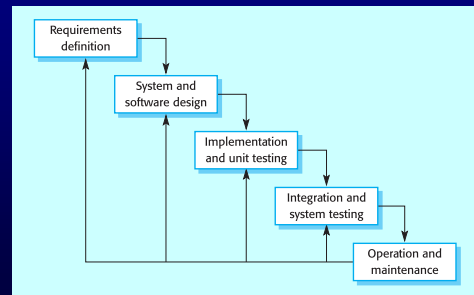 Requirements
definition
System and
software design
Implementation
and unit testing
Integration and
system testing
Operation and
maintenance